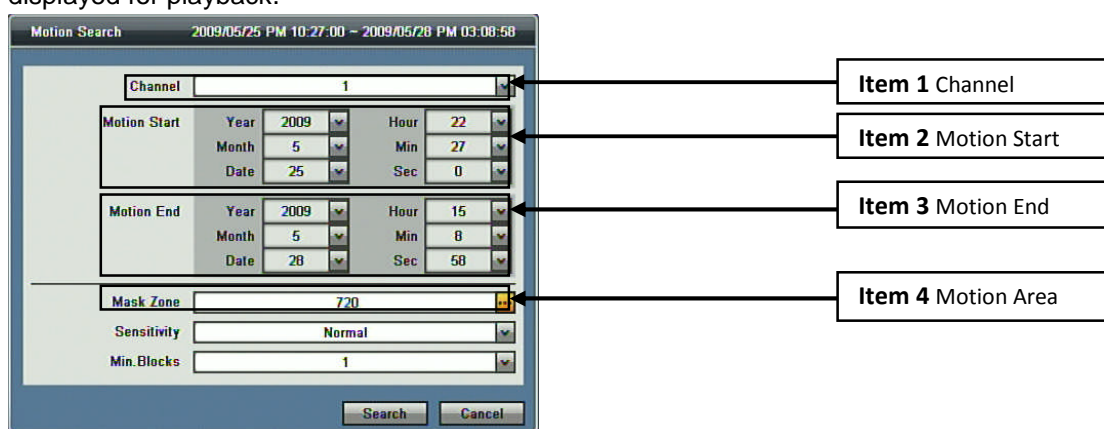 displayed for playback.
Motion Search 2009/05/25 PM 10:27:00 ~ 2009/05/28 PM 03:08:58
Channel 1
Item 1 Channel
Motion Start Year 2009 Hour 22
Month 5 Min 27
Date 25 Sec 0
Item 2 Motion Start
Motion End Year 2009 Hour 15
Month 5 Min 8
Date 28 Sec 58
Item 3 Motion End
Mask Zone 720 ...
Item 4 Motion Area
Sensitivity Normal
Min.Blocks 1
Search Cancel